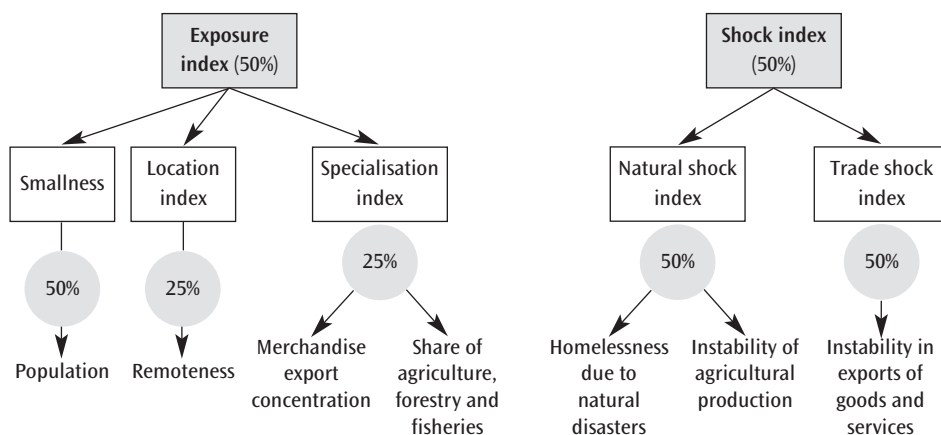 Exposure
index (50%)
Shock index
(50%)
Smallness
Location
index
Specialisation
index
Natural shock
index
Trade shock
index
50%
25%
25%
50%
50%
Population
Remoteness
Merchandise
export
concentration
Share of
agriculture,
forestry and
fisheries
Homelessness
due to
natural
disasters
Instability of
agricultural
production
Instability in
exports of
goods and
services